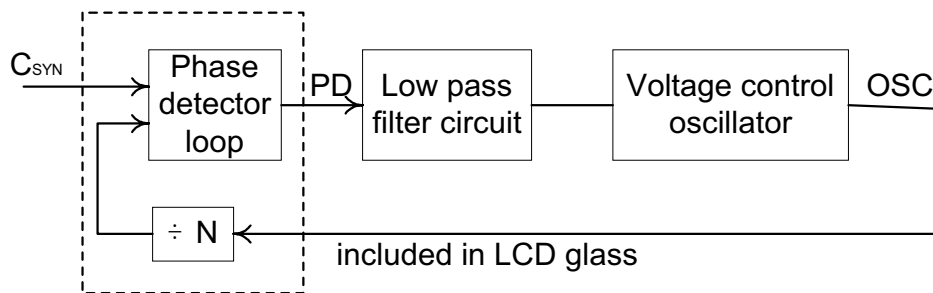 CSYN
Phase
detector
loop
PD
Low pass
filter circuit
Voltage control
oscillator
OSC
÷ N
included in LCD glass